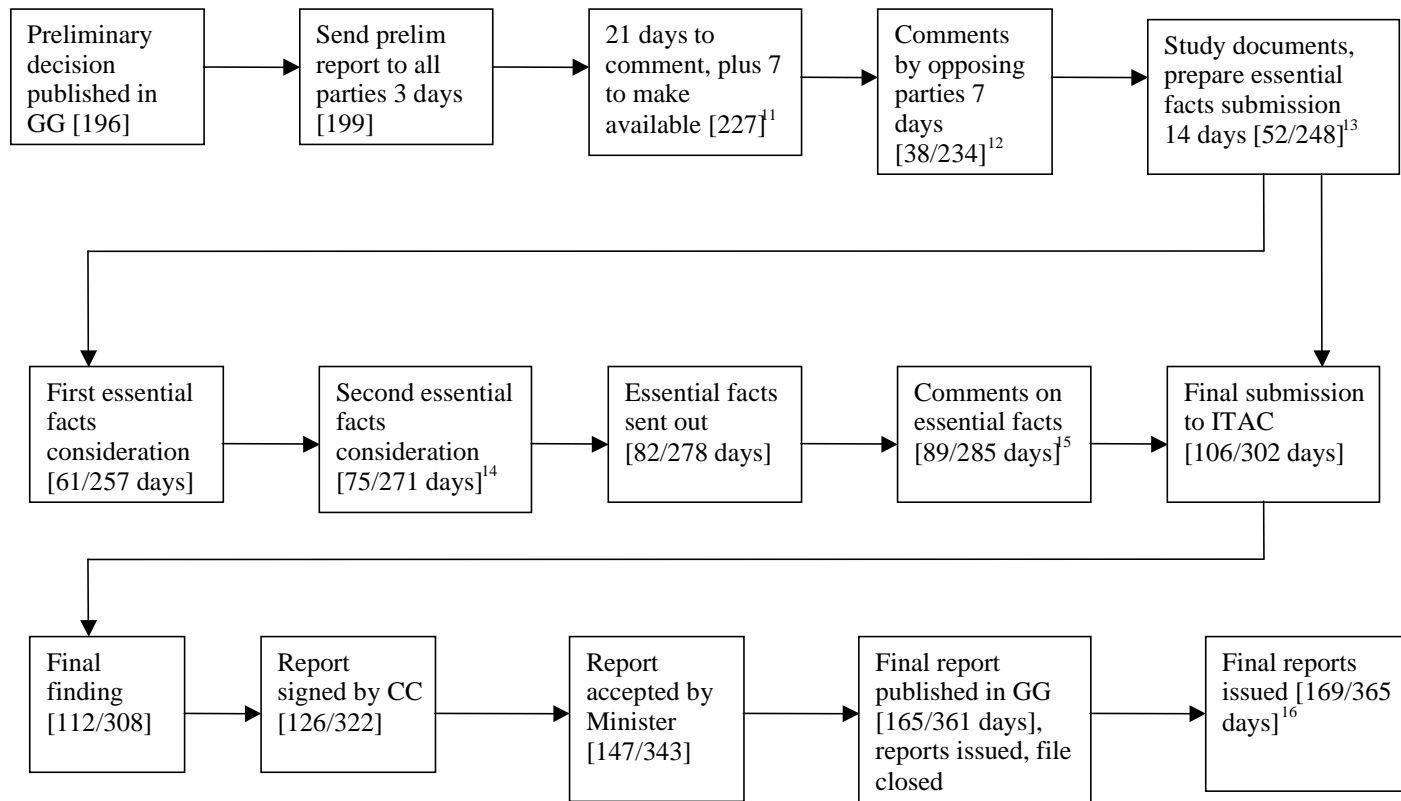 Preliminary
decision
published in
GG [196]
Send prelim
report to all
parties 3 days
[199]
21 days to
comment, plus 7
to make
available [227]11
Comments
by opposing
parties 7
days
[38/234]12
Study documents,
prepare essential
facts submission
14 days [52/248]13
First essential
facts
consideration
[61/257 days]
Second essential
facts
consideration
[75/271 days]14
Essential facts
sent out
[82/278 days]
Comments on
essential facts
[89/285 days]15
Final submission
to ITAC
[106/302 days]
Final
finding
[112/308]
Report
signed by CC
[126/322]
Report
accepted by
Minister
[147/343]
Final report
published in GG
[165/361 days],
reports issued, file
closed
Final reports
issued [169/365
days]16